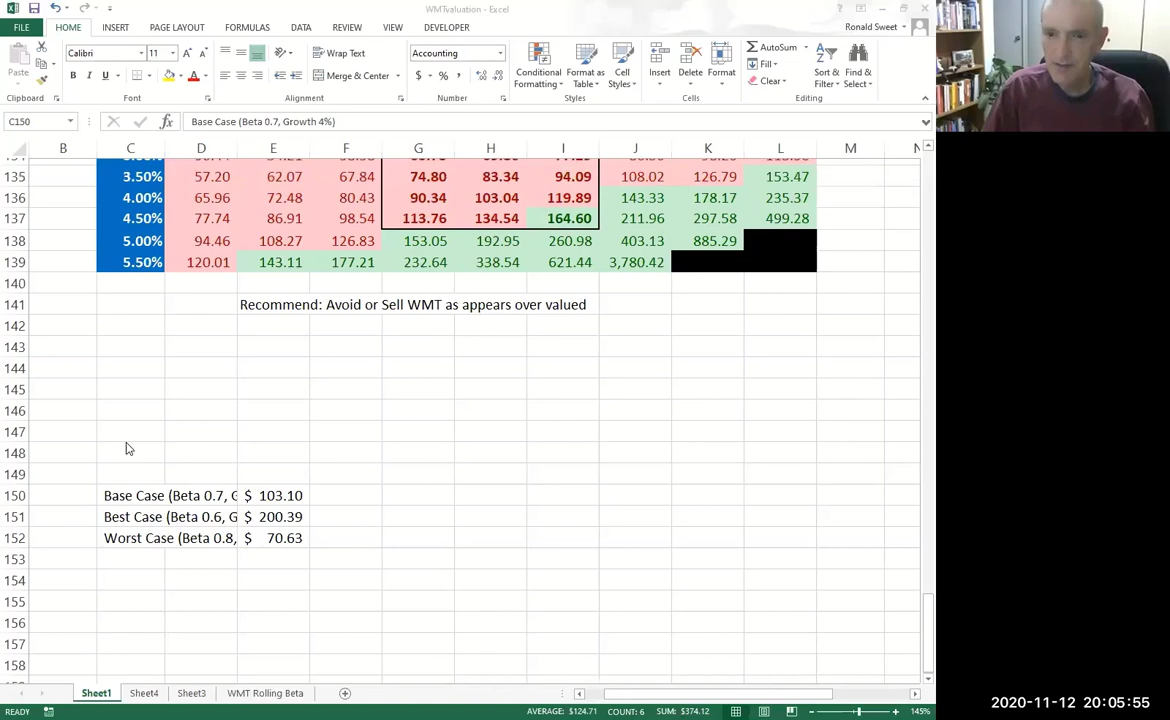 WMTvaluation - Excel
FILE HOME INSERT PAGE LAYOUT FORMULAS DATA REVIEW VIEW DEVELOPER Ronald Sweet
Calibri 11 Wrap Text Accounting AutoSum
Paste B I U Merge & Center $ % Conditional Formatting Format as Table Cell Styles Insert Delete Format Fill Clear Sort & Filter Find & Select
Clipboard Font Alignment Number Styles Cells Editing
C150 fx Base Case (Beta 0.7, Growth 4%)
B C D E F G H I J K L M N
135 3.50% 57.20 62.07 67.84 74.80 83.34 94.09 108.02 126.79 153.47
136 4.00% 65.96 72.48 80.43 90.34 103.04 119.89 143.33 178.17 235.37
137 4.50% 77.74 86.91 98.54 113.76 134.54 164.60 211.96 297.58 499.28
138 5.00% 94.46 108.27 126.83 153.05 192.95 260.98 403.13 885.29
139 5.50% 120.01 143.11 177.21 232.64 338.54 621.44 3,780.42
140
141 Recommend: Avoid or Sell WMT as appears over valued
142
143
144
145
146
147
148
149
150 Base Case (Beta 0.7, G $ 103.10
151 Best Case (Beta 0.6, G $ 200.39
152 Worst Case (Beta 0.8, $ 70.63
153
154
155
156
157
158
Sheet1 Sheet4 Sheet3 WMT Rolling Beta
READY AVERAGE: $124.71 COUNT: 6 SUM: $374.12 145%
2020-11-12 20:05:55